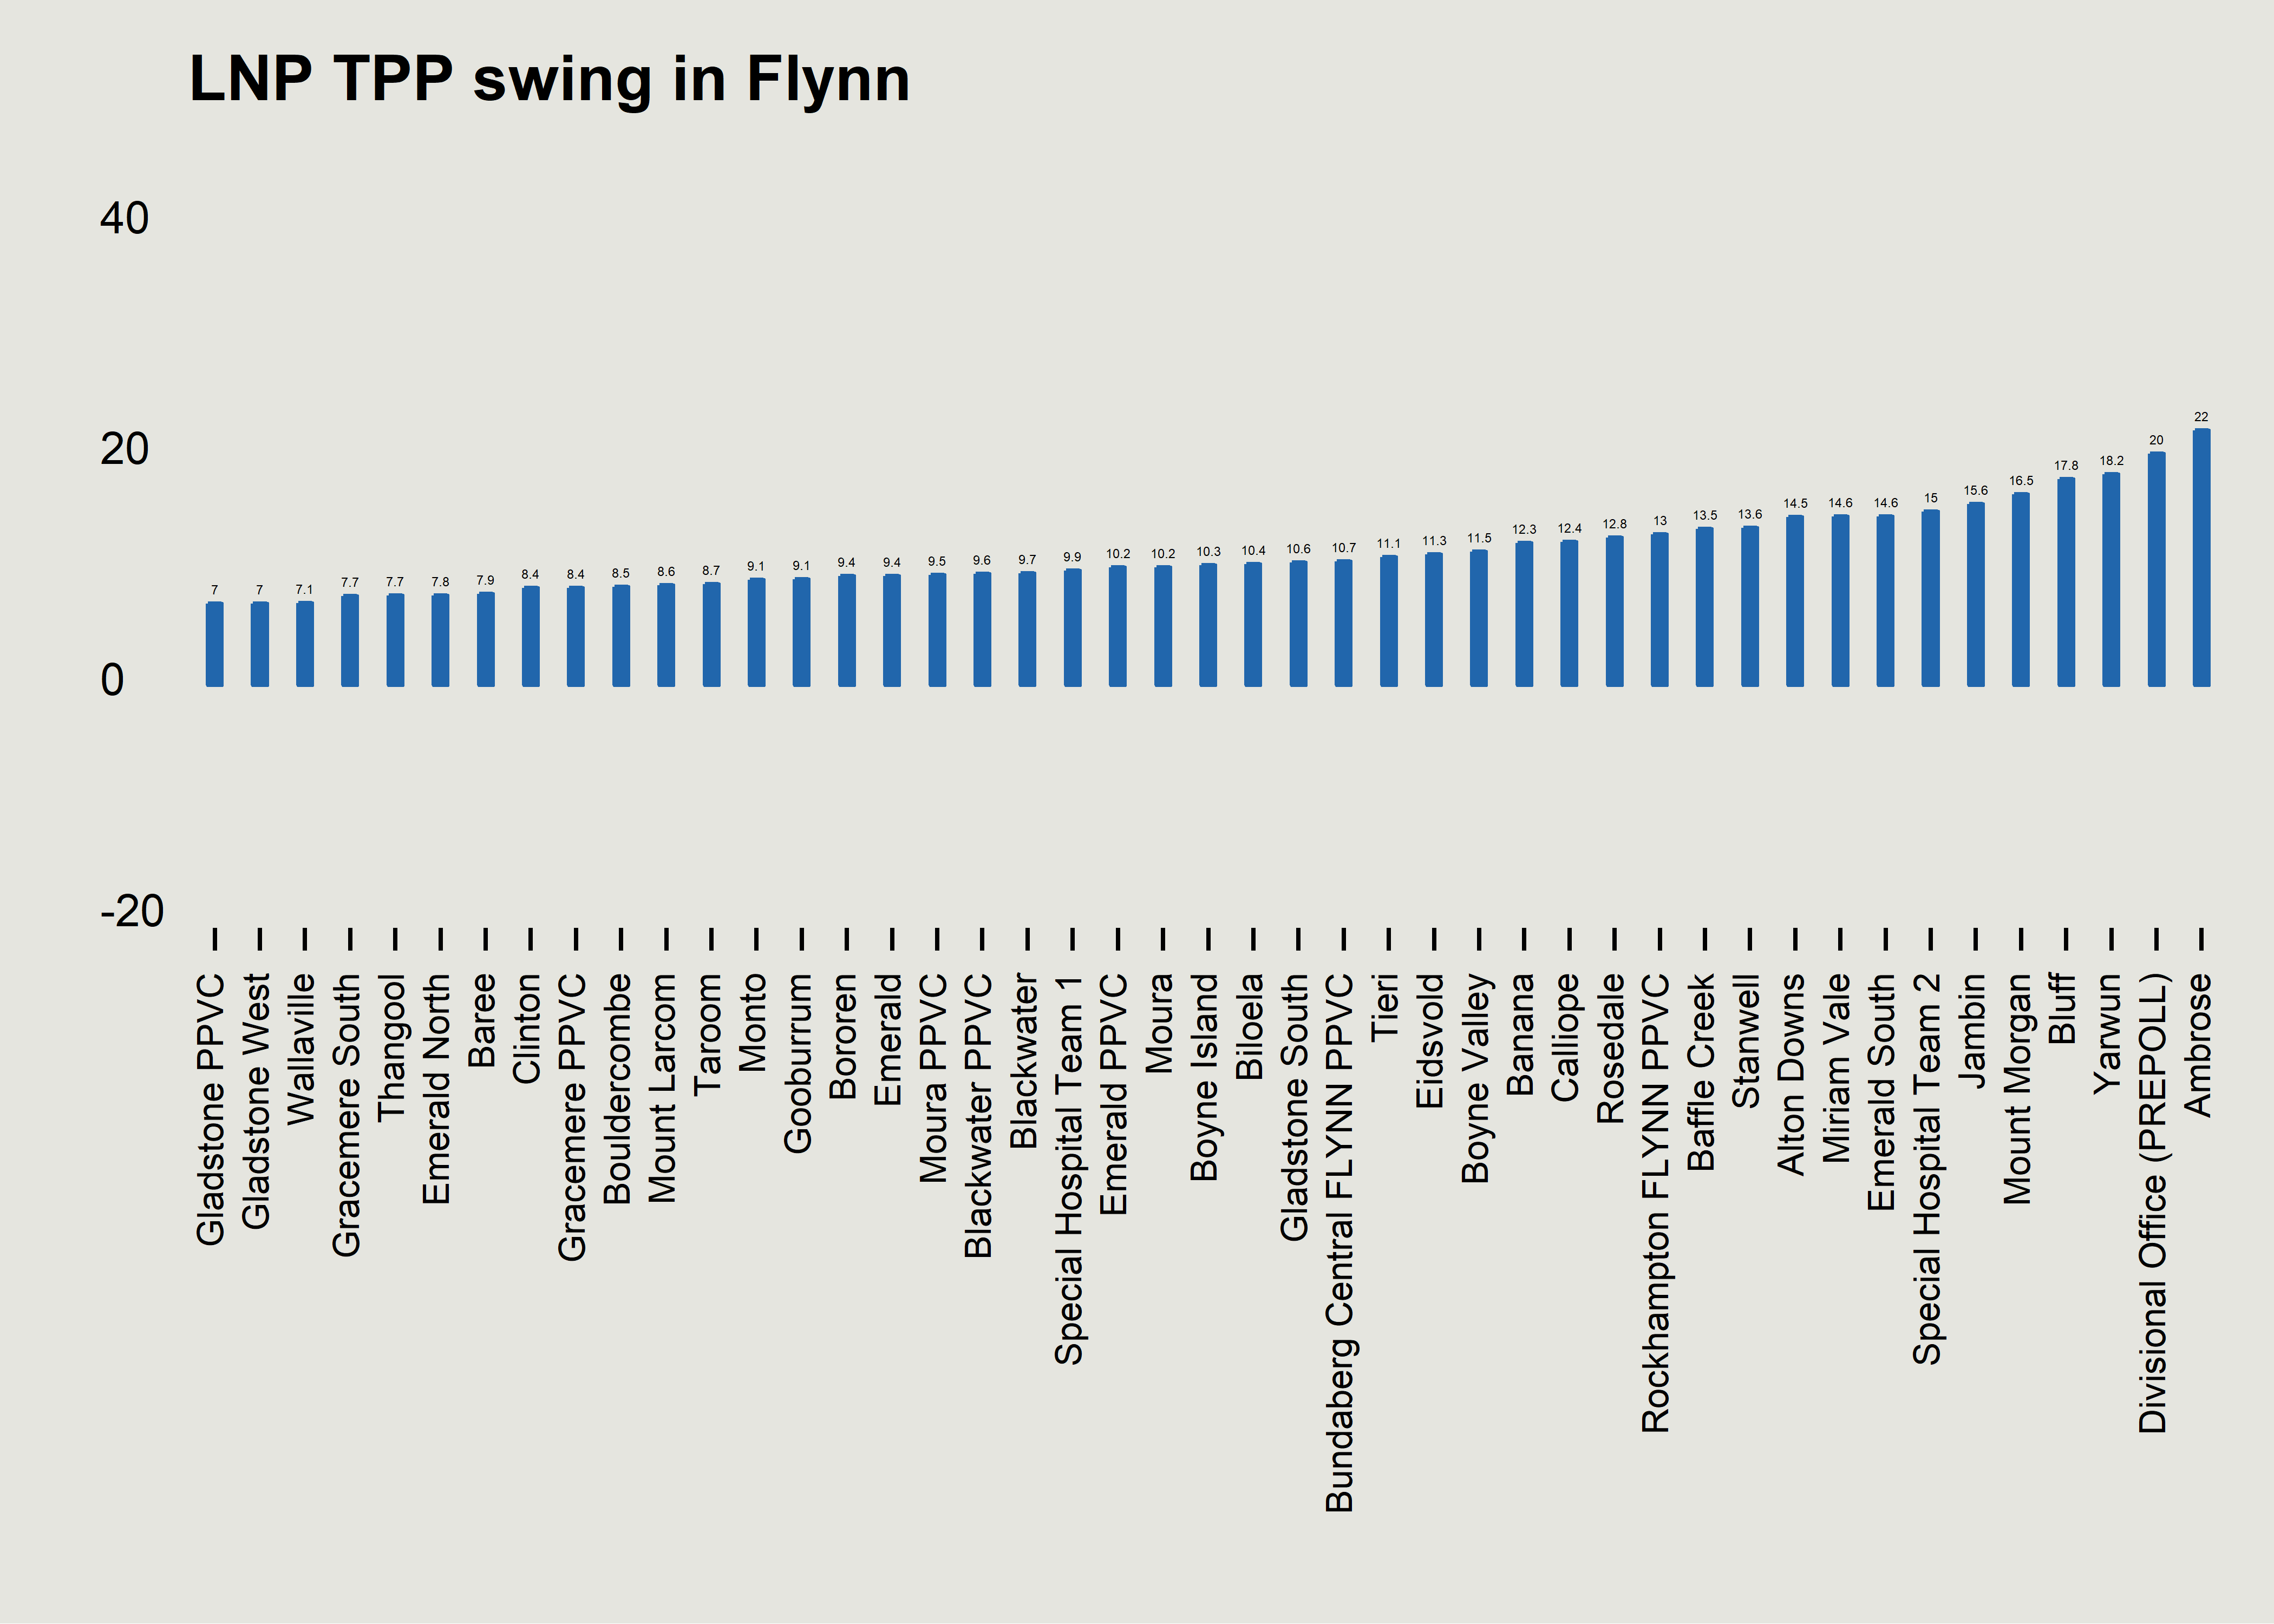 LNP TPP swing in Flynn
40
20
0
-20
7
7
7.1
7.7
7.7
7.8
7.9
8.4
8.4
8.5
8.6
8.7
9.1
9.1
9.4
9.4
9.5
9.6
9.7
9.9
10.2
10.2
10.3
10.4
10.6
10.7
11.1
11.3
11.5
12.3
12.4
12.8
13
13.5
13.6
14.5
14.6
14.6
15
15.6
16.5
17.8
18.2
20
22
Gladstone PPVC
Gladstone West
Wallaville
Gracemere South
Thangool
Emerald North
Baree
Clinton
Gracemere PPVC
Bouldercombe
Mount Larcom
Taroom
Monto
Gooburrum
Bororen
Emerald
Moura PPVC
Blackwater PPVC
Blackwater
Special Hospital Team 1
Emerald PPVC
Moura
Boyne Island
Biloela
Gladstone South
Bundaberg Central FLYNN PPVC
Tieri
Eidsvold
Boyne Valley
Banana
Calliope
Rosedale
Rockhampton FLYNN PPVC
Baffle Creek
Stanwell
Alton Downs
Miriam Vale
Emerald South
Special Hospital Team 2
Jambin
Mount Morgan
Bluff
Yarwun
Divisional Office (PREPOLL)
Ambrose